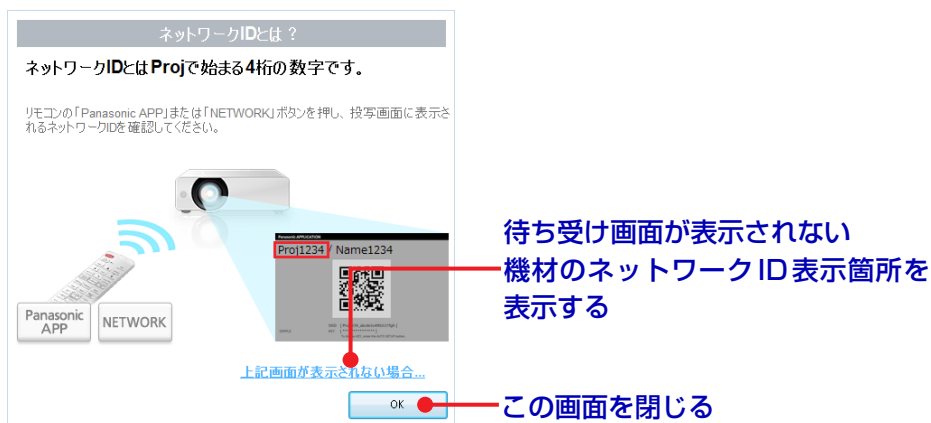 ネットワークIDとは？
ネットワークIDとはProjで始まる4桁の数字です。
リモコンの「Panasonic APP」または「NETWORK」ボタンを押し、投写画面に表示さ
れるネットワークIDを確認してください。
Panasonic APPLICATION
Proj1234 / Name1234
Panasonic
APP
NETWORK
上記画面が表示されない場合...
OK
待ち受け画面が表示されない
機材のネットワークID表示箇所を
表示する
この画面を閉じる